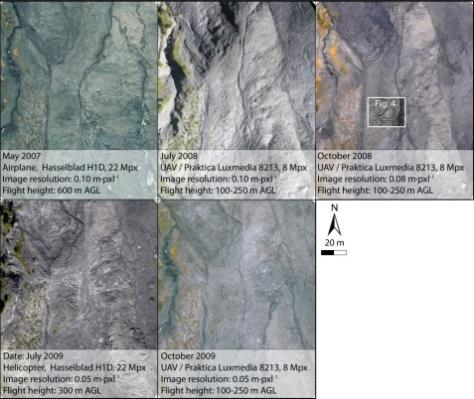 Fig. 4
May 2007
Airplane, Hasselblad H1D, 22 Mpx
Image resolution: 0.10 m·pxl⁻¹
Flight height: 600 m AGL
July 2008
UAV / Praktica Luxmedia 8213, 8 Mpx
Image resolution: 0.10 m·pxl⁻¹
Flight height: 100-250 m AGL
October 2008
UAV / Praktica Luxmedia 8213, 8 Mpx
Image resolution: 0.08 m·pxl⁻¹
Flight height: 100-250 m AGL
N
20 m
Date: July 2009
Helicopter, Hasselblad H1D, 22 Mpx
Image resolution: 0.05 m·pxl⁻¹
Flight height: 300 m AGL
October 2009
UAV / Praktica Luxmedia 8213, 8 Mpx
Image resolution: 0.05 m·pxl⁻¹
Flight height: 100-250 m AGL